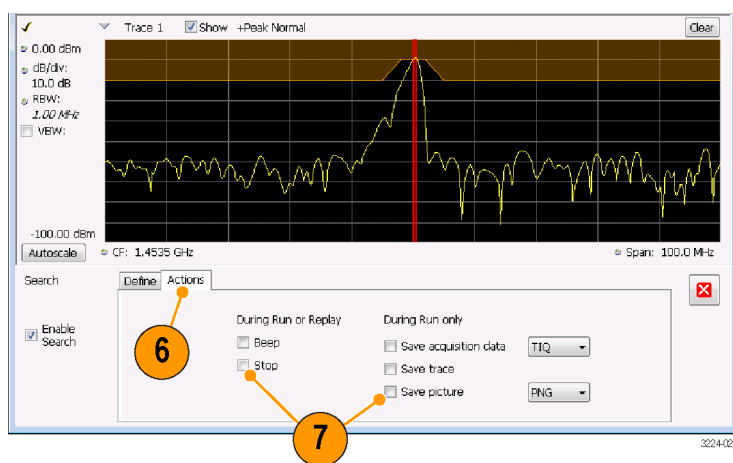 Trace 1 Show +Peak Normal Clear
0.00 dBm
dB/div:
10.0 dB
RBW:
1.00 MHz
VBW:
-100.00 dBm
Autoscale CF: 1.4535 GHz Span: 100.0 MHz
Search Define Actions
Enable
Search
During Run or Replay During Run only
Beep Save acquisition data TIQ
Stop Save trace
Save picture PNG
6
7
3224-02